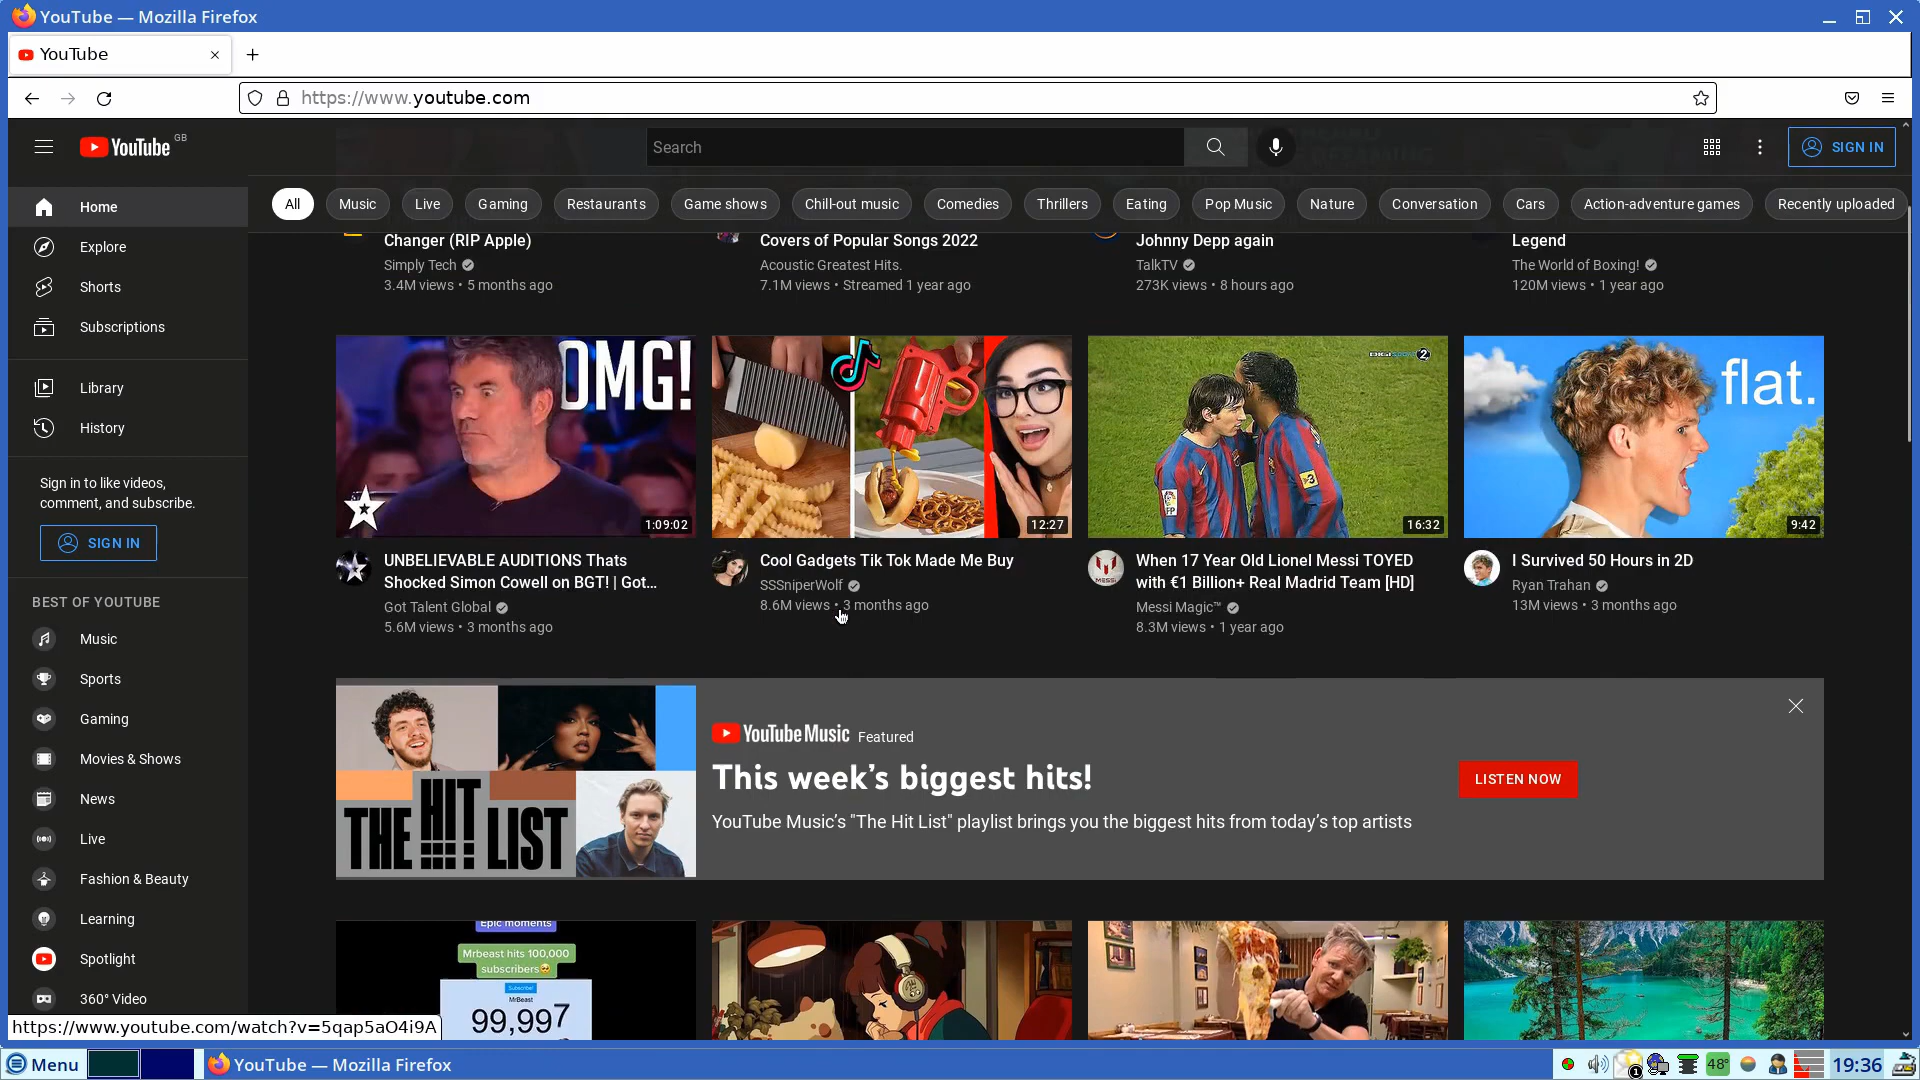 YouTube — Mozilla Firefox
YouTube
https://www.youtube.com
YouTube GB
Search
SIGN IN
All
Music
Live
Gaming
Restaurants
Game shows
Chill-out music
Comedies
Thrillers
Eating
Pop Music
Nature
Conversation
Cars
Action-adventure games
Recently uploaded
Home
Explore
Shorts
Subscriptions
Library
History
Sign in to like videos,
comment, and subscribe.
SIGN IN
BEST OF YOUTUBE
Music
Sports
Gaming
Movies & Shows
News
Live
Fashion & Beauty
Learning
Spotlight
360° Video
Changer (RIP Apple)
Simply Tech
3.4M views • 5 months ago
Covers of Popular Songs 2022
Acoustic Greatest Hits.
7.1M views • Streamed 1 year ago
Johnny Depp again
TalkTV
273K views • 8 hours ago
Legend
The World of Boxing!
120M views • 1 year ago
OMG!
1:09:02
UNBELIEVABLE AUDITIONS Thats
Shocked Simon Cowell on BGT! | Got...
Got Talent Global
5.6M views • 3 months ago
12:27
Cool Gadgets Tik Tok Made Me Buy
SSSniperWolf
8.6M views • 3 months ago
DIGISPORT 2
16:32
When 17 Year Old Lionel Messi TOYED
with €1 Billion+ Real Madrid Team [HD]
MESSI
Messi Magic™
8.3M views • 1 year ago
flat.
9:42
I Survived 50 Hours in 2D
Ryan Trahan
13M views • 3 months ago
THE HIT LIST
YouTube Music Featured
This week’s biggest hits!
YouTube Music’s "The Hit List" playlist brings you the biggest hits from today’s top artists
LISTEN NOW
Epic moments
Mrbeast hits 100,000
subscribers
Subscribe
MrBeast
99,997
https://www.youtube.com/watch?v=5qap5aO4i9A
Menu
YouTube — Mozilla Firefox
1
48°
19:36